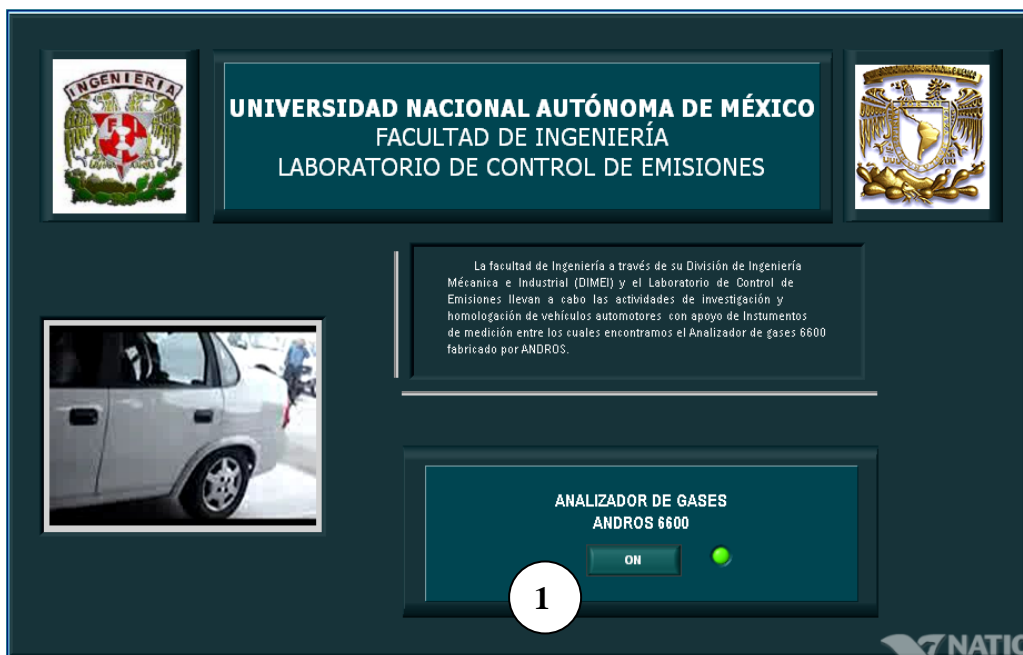 INGENIERIA
UNIVERSIDAD NACIONAL AUTÓNOMA DE MÉXICO
FACULTAD DE INGENIERÍA
LABORATORIO DE CONTROL DE EMISIONES
La facultad de Ingeniería a través de su División de Ingeniería
Mécanica e Industrial (DIMEI) y el Laboratorio de Control de
Emisiones llevan a cabo las actividades de investigación y
homologación de vehículos automotores con apoyo de Instumentos
de medición entre los cuales encontramos el Analizador de gases 6600
fabricado por ANDROS.
ANALIZADOR DE GASES
ANDROS 6600
ON
1
NATIO